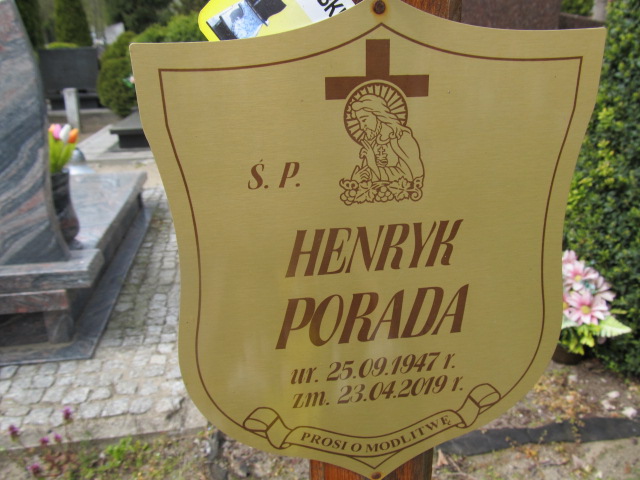 Ś. P.
HENRYK
PORADA
ur. 25.09.1947 r.
zm. 23.04.2019 r.
PROSI O MODLITWĘ